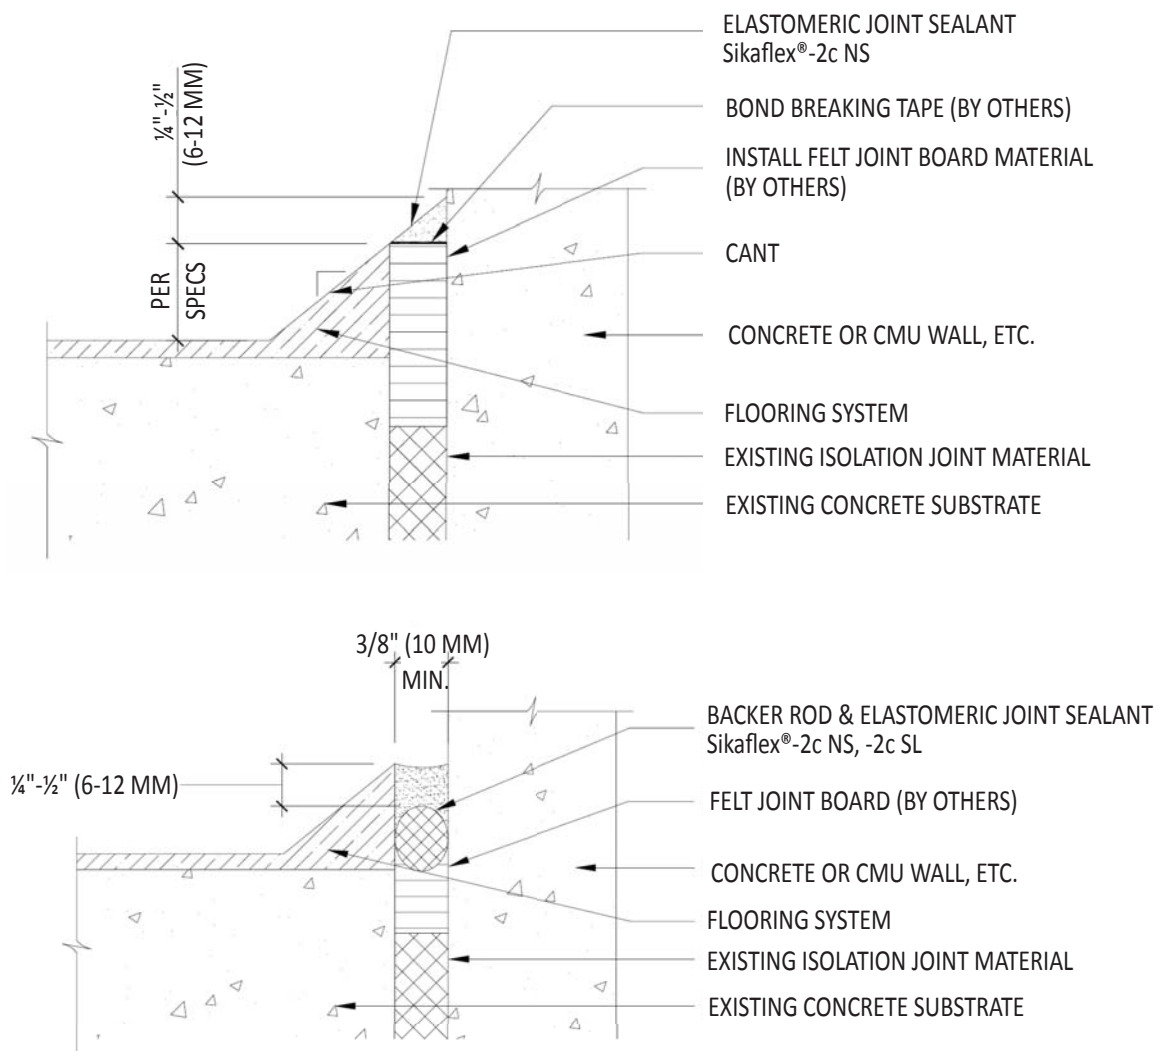 ELASTOMERIC JOINT SEALANT
Sikaflex®-2c NS
¼"-½"
(6-12 MM)
BOND BREAKING TAPE (BY OTHERS)
INSTALL FELT JOINT BOARD MATERIAL
(BY OTHERS)
CANT
PER
SPECS
CONCRETE OR CMU WALL, ETC.
FLOORING SYSTEM
EXISTING ISOLATION JOINT MATERIAL
EXISTING CONCRETE SUBSTRATE
3/8" (10 MM)
MIN.
BACKER ROD & ELASTOMERIC JOINT SEALANT
Sikaflex®-2c NS, -2c SL
¼"-½" (6-12 MM)
FELT JOINT BOARD (BY OTHERS)
CONCRETE OR CMU WALL, ETC.
FLOORING SYSTEM
EXISTING ISOLATION JOINT MATERIAL
EXISTING CONCRETE SUBSTRATE